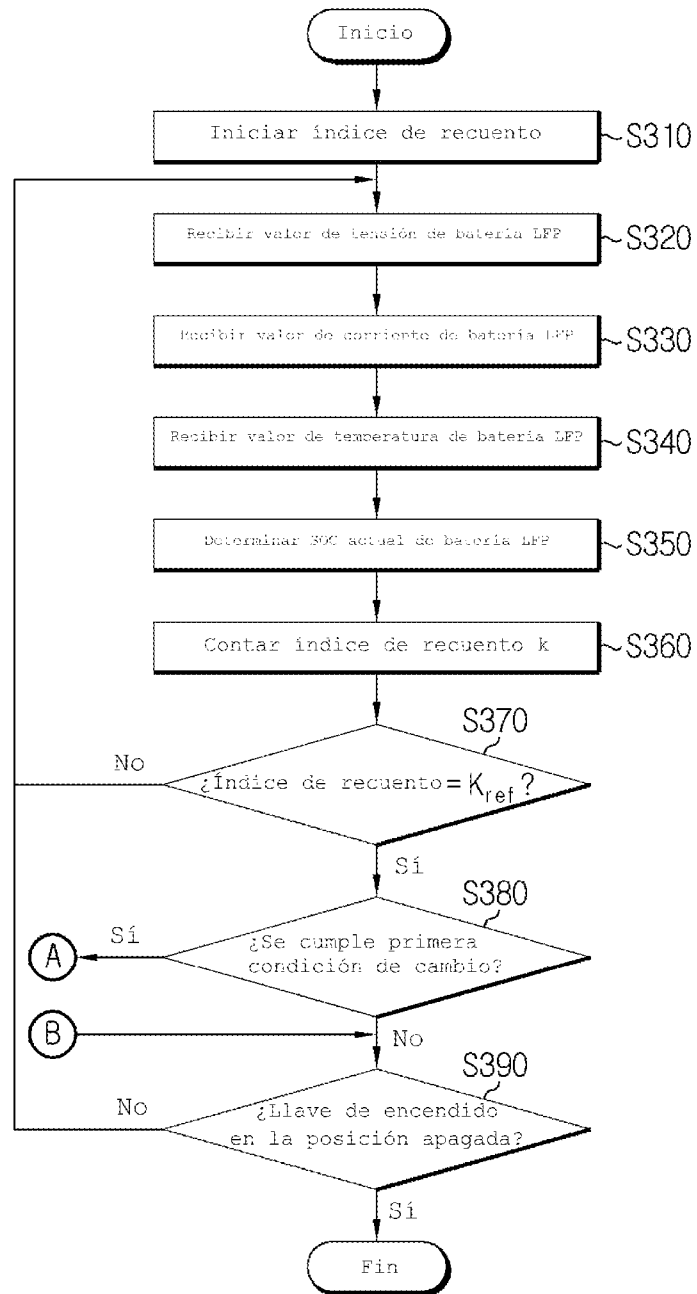 Inicio
Iniciar índice de recuento
S310
Recibir valor de tensión de batería LFP
S320
Recibir valor de corriente de batería LFP
S330
Recibir valor de temperatura de batería LFP
S340
Determinar SOC actual de batería LFP
S350
Contar índice de recuento k
S360
S370
No
¿Índice de recuento = Kref ?
Sí
S380
Sí
A
¿Se cumple primera
condición de cambio?
B
No
S390
No
¿Llave de encendido
en la posición apagada?
Sí
Fin